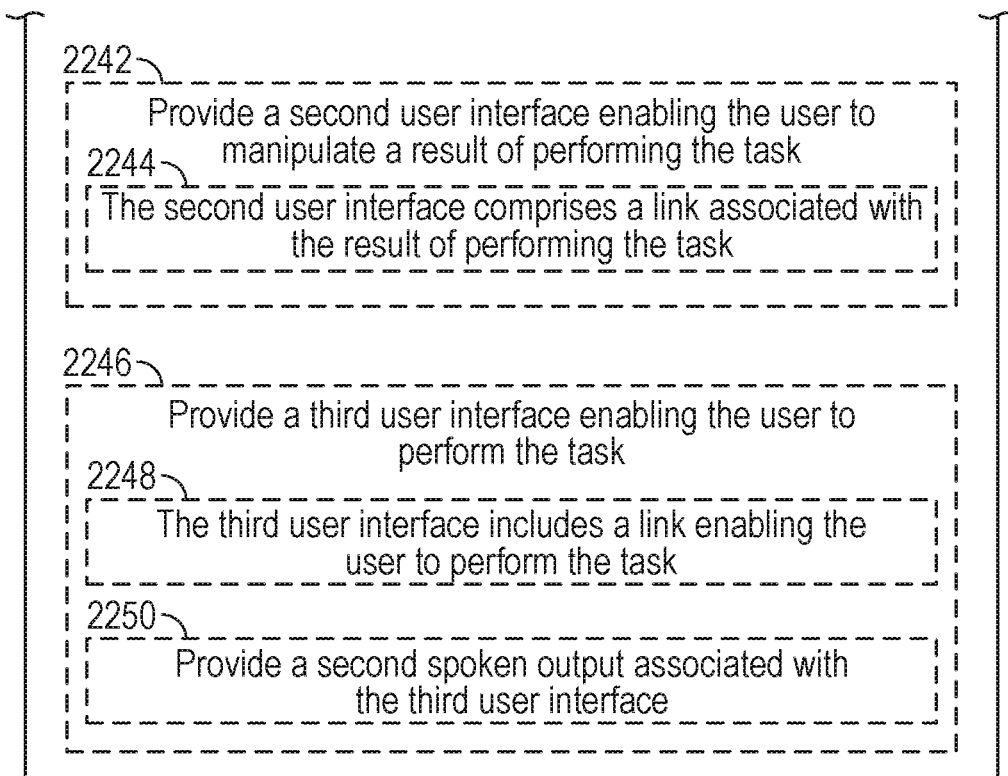 2242
Provide a second user interface enabling the user to
manipulate a result of performing the task
2244
The second user interface comprises a link associated with
the result of performing the task
2246
Provide a third user interface enabling the user to
perform the task
2248
The third user interface includes a link enabling the
user to perform the task
2250
Provide a second spoken output associated with
the third user interface